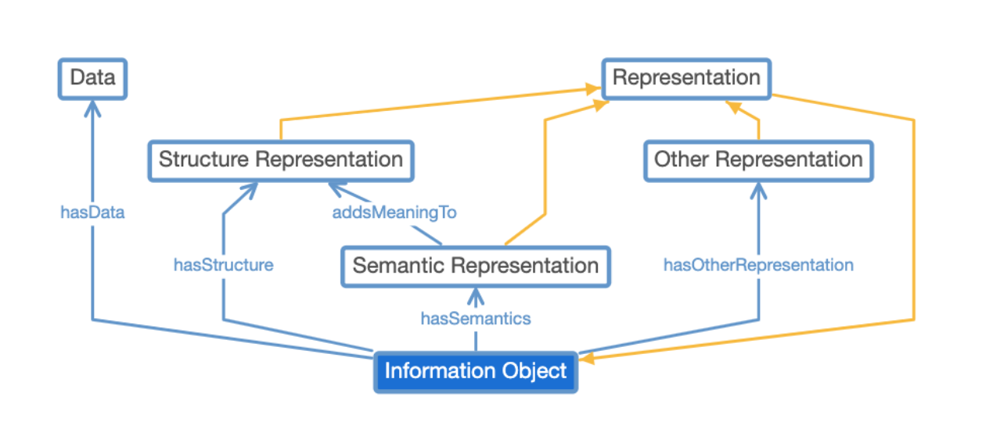 Data
Representation
Structure Representation
Other Representation
hasData
addsMeaningTo
hasStructure
Semantic Representation
hasOtherRepresentation
hasSemantics
Information Object